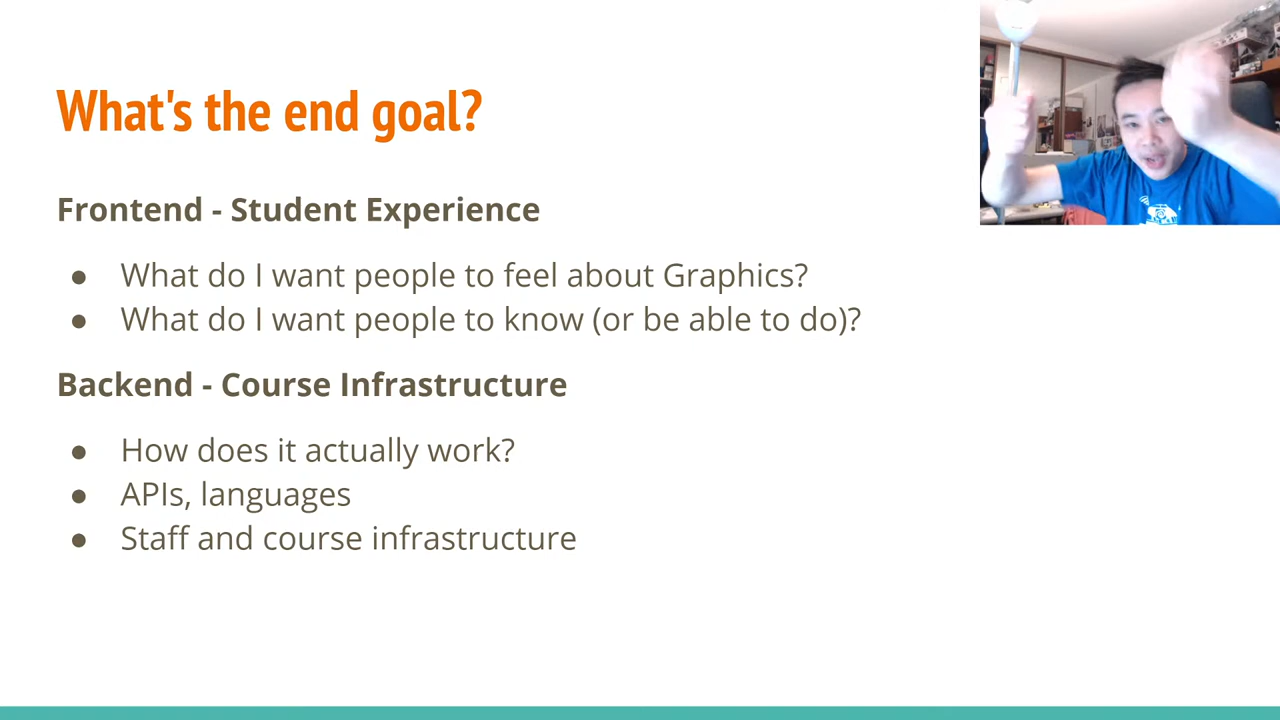 What's the end goal?
Frontend - Student Experience
● What do I want people to feel about Graphics?
● What do I want people to know (or be able to do)?
Backend - Course Infrastructure
● How does it actually work?
● APIs, languages
● Staff and course infrastructure